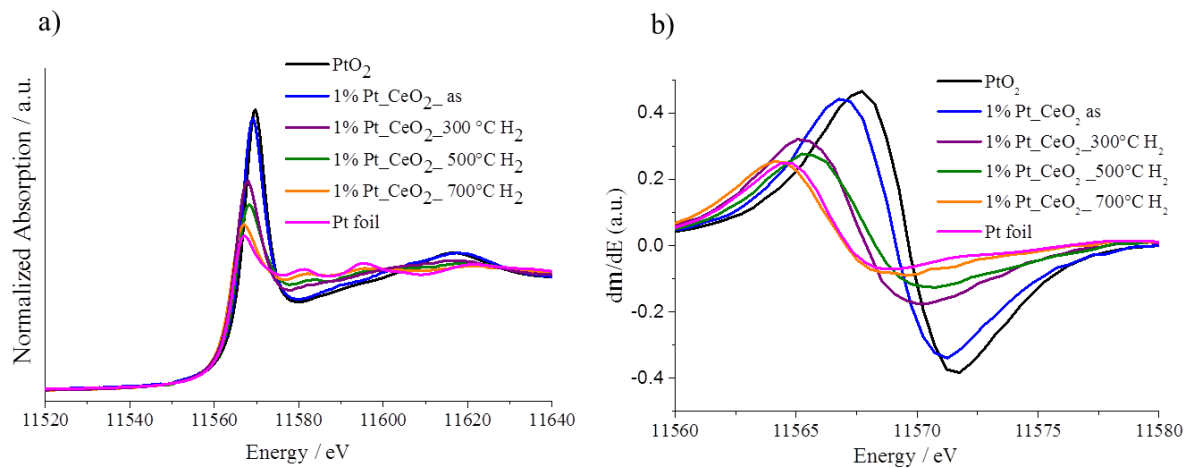 a)
Normalized Absorption / a.u.
PtO₂
1% Pt_CeO₂_ as
1% Pt_CeO₂_300 °C H₂
1% Pt_CeO₂_ 500°C H₂
1% Pt_CeO₂_ 700°C H₂
Pt foil
11520 11540 11560 11580 11600 11620 11640
Energy / eV
b)
dm/dE (a.u.)
0.4
0.2
0.0
-0.2
-0.4
PtO₂
1% Pt_CeO₂ as
1% Pt_CeO₂_300°C H₂
1% Pt_CeO₂_500°C H₂
1% Pt_CeO₂_ 700°C H₂
Pt foil
11560 11565 11570 11575 11580
Energy / eV